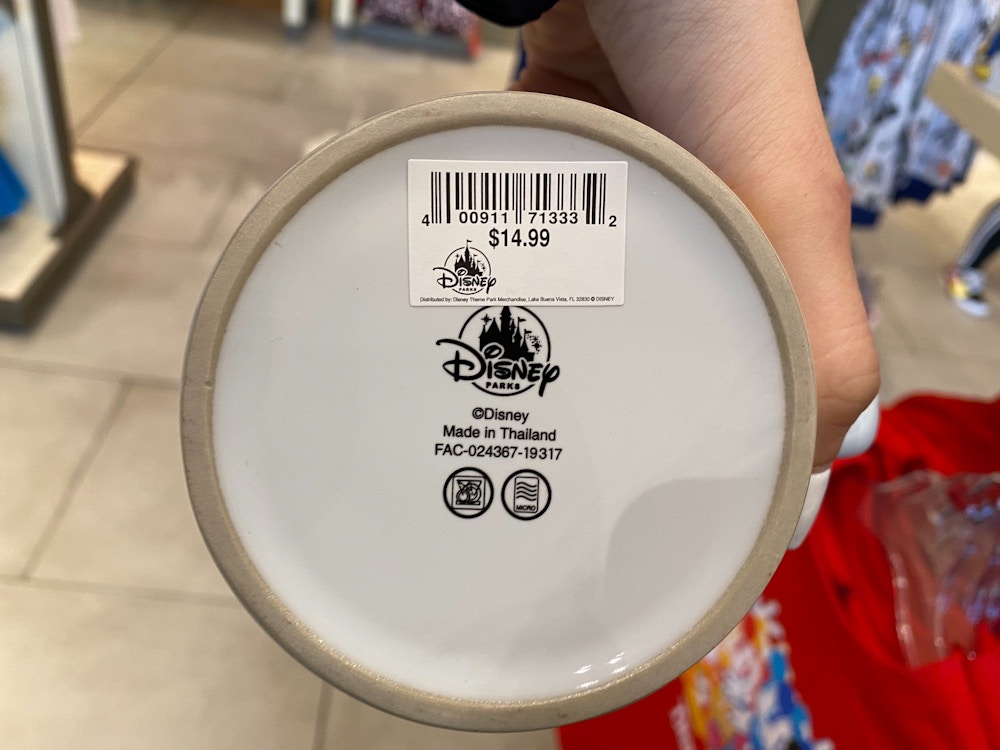 4 00911 71333 2
$14.99
Disney
PARKS
Distributed by: Disney Theme Park Merchandise, Lake Buena Vista, FL 32830 © DISNEY
Disney
PARKS
©Disney
Made in Thailand
FAC-024367-19317
MICRO